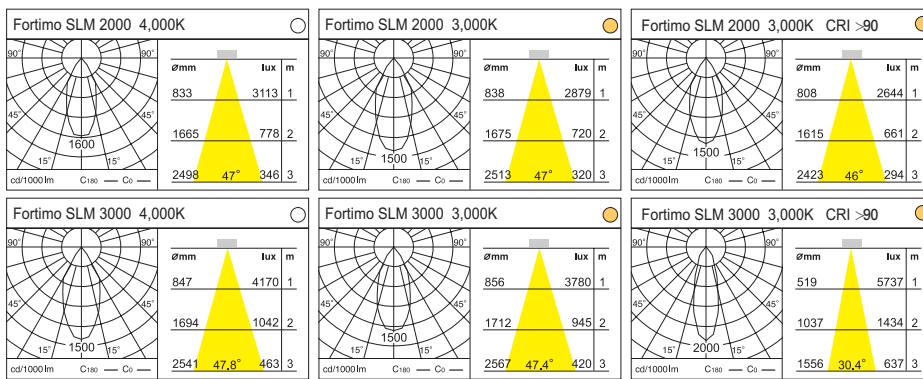 Fortimo SLM 2000 4,000K
90° 90°
ømm lux m
833 3113 1
45° 45°
1665 778 2
1600
15° 15°
2498 47° 346 3
cd/1000lm C180 — C0 —
Fortimo SLM 2000 3,000K
90° 90°
ømm lux m
838 2879 1
45° 45°
1675 720 2
1500
15° 15°
2513 47° 320 3
cd/1000lm C180 — C0 —
Fortimo SLM 2000 3,000K CRI >90
90° 90°
ømm lux m
808 2644 1
45° 45°
1615 661 2
1500
15° 15°
2423 46° 294 3
cd/1000lm C180 — C0 —
Fortimo SLM 3000 4,000K
90° 90°
ømm lux m
847 4170 1
45° 45°
1694 1042 2
1500
15° 15°
2541 47.8° 463 3
cd/1000lm C180 — C0 —
Fortimo SLM 3000 3,000K
90° 90°
ømm lux m
856 3780 1
45° 45°
1712 945 2
1500
15° 15°
2567 47.4° 420 3
cd/1000lm C180 — C0 —
Fortimo SLM 3000 3,000K CRI >90
90° 90°
ømm lux m
519 5737 1
45° 45°
1037 1434 2
2000
15° 15°
1556 30.4° 637 3
cd/1000lm C180 — C0 —